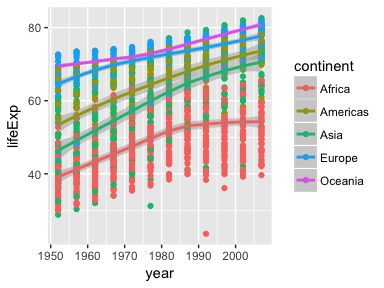 80
60
40
lifeExp
1950 1960 1970 1980 1990 2000
year
continent
Africa
Americas
Asia
Europe
Oceania